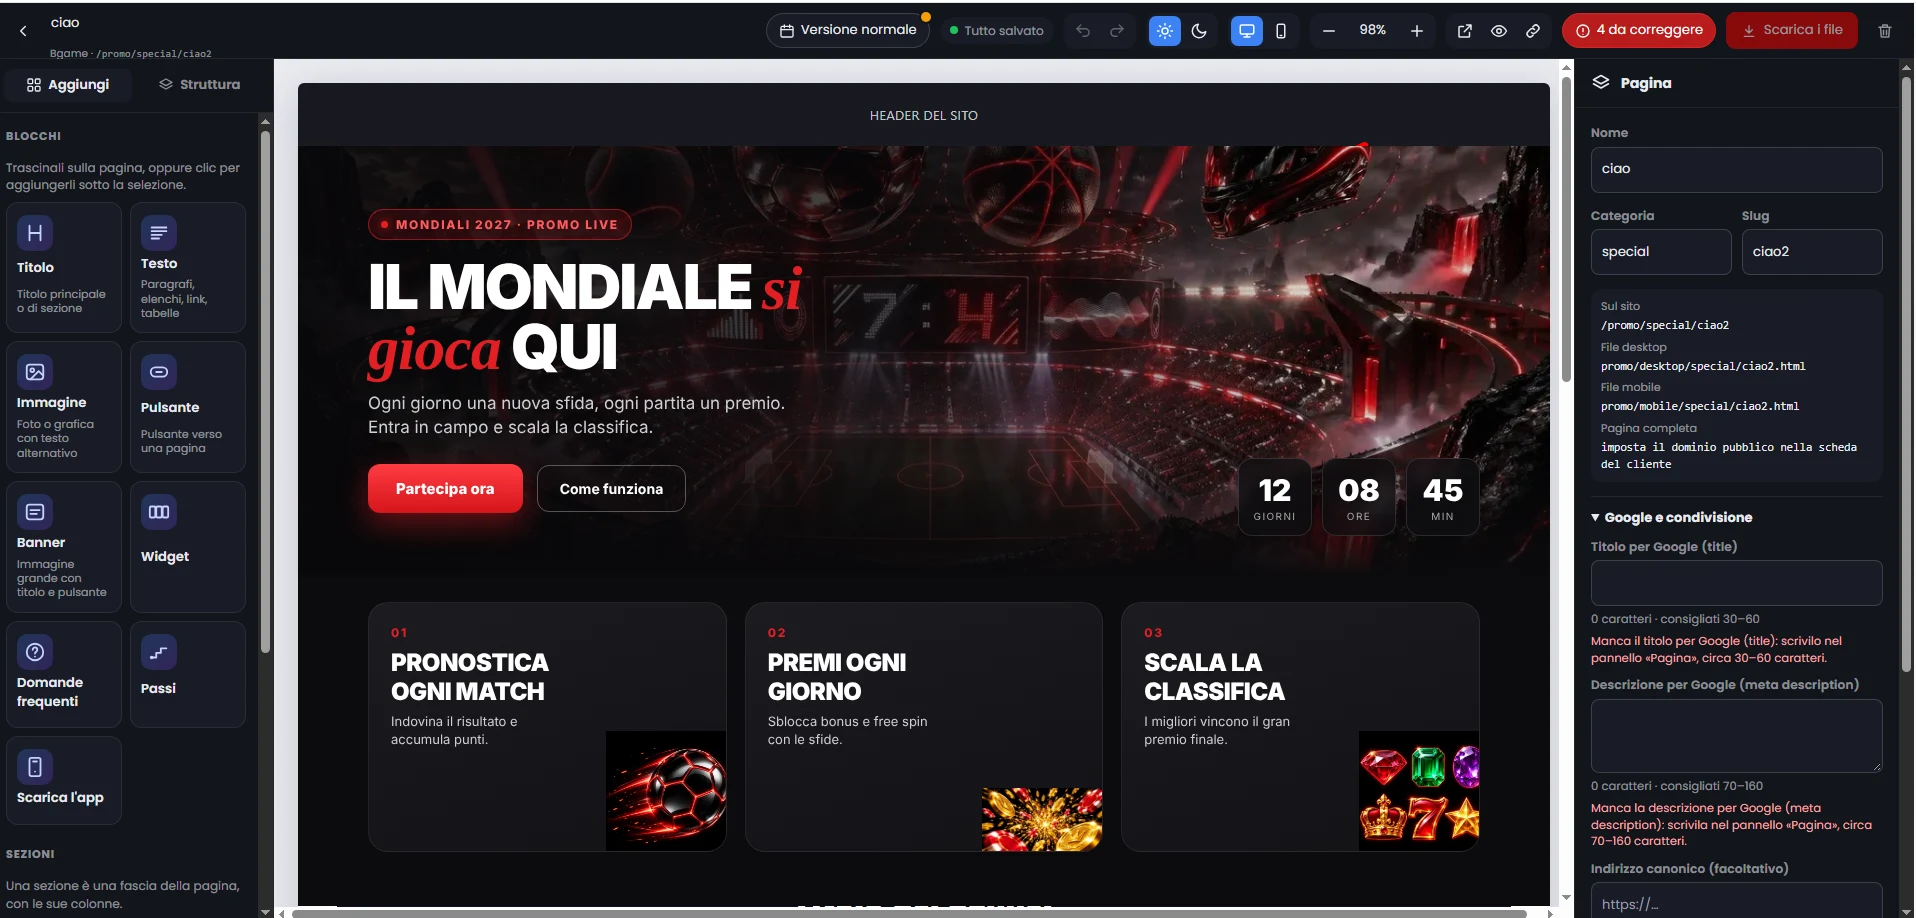 ciao
Bgame · /promo/special/ciao2
Versione normale
Tutto salvato
98%
4 da correggere
Scarica i file
Aggiungi
Struttura
BLOCCHI
Trascinali sulla pagina, oppure clic per
aggiungerli sotto la selezione.
Titolo
Titolo principale
o di sezione
Testo
Paragrafi,
elenchi, link,
tabelle
Immagine
Foto o grafica
con testo
alternativo
Pulsante
Pulsante verso
una pagina
Banner
Immagine
grande con
titolo e pulsante
Widget
Domande
frequenti
Passi
Scarica l'app
SEZIONI
Una sezione è una fascia della pagina,
con le sue colonne.
HEADER DEL SITO
MONDIALI 2027 · PROMO LIVE
IL MONDIALE si
gioca QUI
Ogni giorno una nuova sfida, ogni partita un premio.
Entra in campo e scala la classifica.
Partecipa ora
Come funziona
7:4
12
GIORNI
08
ORE
45
MIN
01
PRONOSTICA
OGNI MATCH
Indovina il risultato e
accumula punti.
02
PREMI OGNI
GIORNO
Sblocca bonus e free spin
con le sfide.
03
SCALA LA
CLASSIFICA
I migliori vincono il gran
premio finale.
7
Pagina
Nome
ciao
Categoria
Slug
special
ciao2
Sul sito
/promo/special/ciao2
File desktop
promo/desktop/special/ciao2.html
File mobile
promo/mobile/special/ciao2.html
Pagina completa
imposta il dominio pubblico nella scheda
del cliente
Google e condivisione
Titolo per Google (title)
0 caratteri · consigliati 30–60
Manca il titolo per Google (title): scrivilo nel
pannello «Pagina», circa 30–60 caratteri.
Descrizione per Google (meta description)
0 caratteri · consigliati 70–160
Manca la descrizione per Google (meta
description): scrivila nel pannello «Pagina», circa
70–160 caratteri.
Indirizzo canonico (facoltativo)
https://…